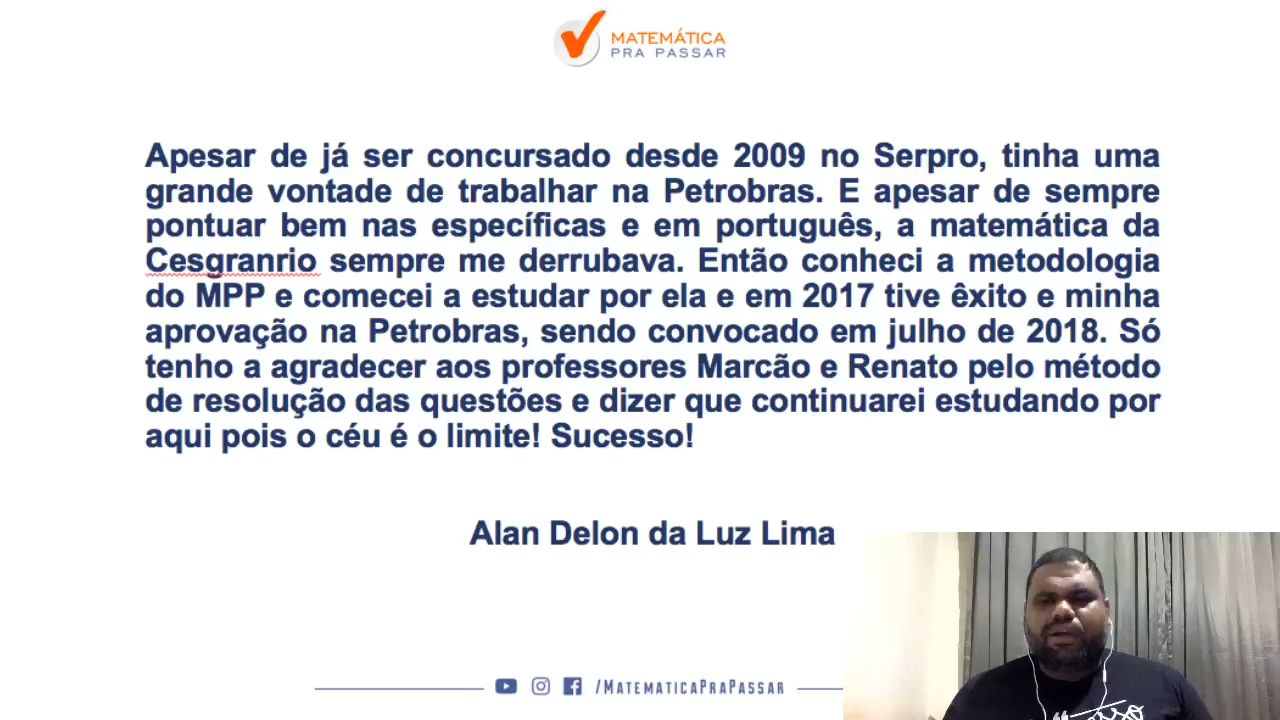 MATEMÁTICA
PRA PASSAR
Apesar de já ser concursado desde 2009 no Serpro, tinha uma
grande vontade de trabalhar na Petrobras. E apesar de sempre
pontuar bem nas específicas e em português, a matemática da
Cesgranrio sempre me derrubava. Então conheci a metodologia
do MPP e comecei a estudar por ela e em 2017 tive êxito e minha
aprovação na Petrobras, sendo convocado em julho de 2018. Só
tenho a agradecer aos professores Marcão e Renato pelo método
de resolução das questões e dizer que continuarei estudando por
aqui pois o céu é o limite! Sucesso!
Alan Delon da Luz Lima
/MATEMATICAPRAPASSAR